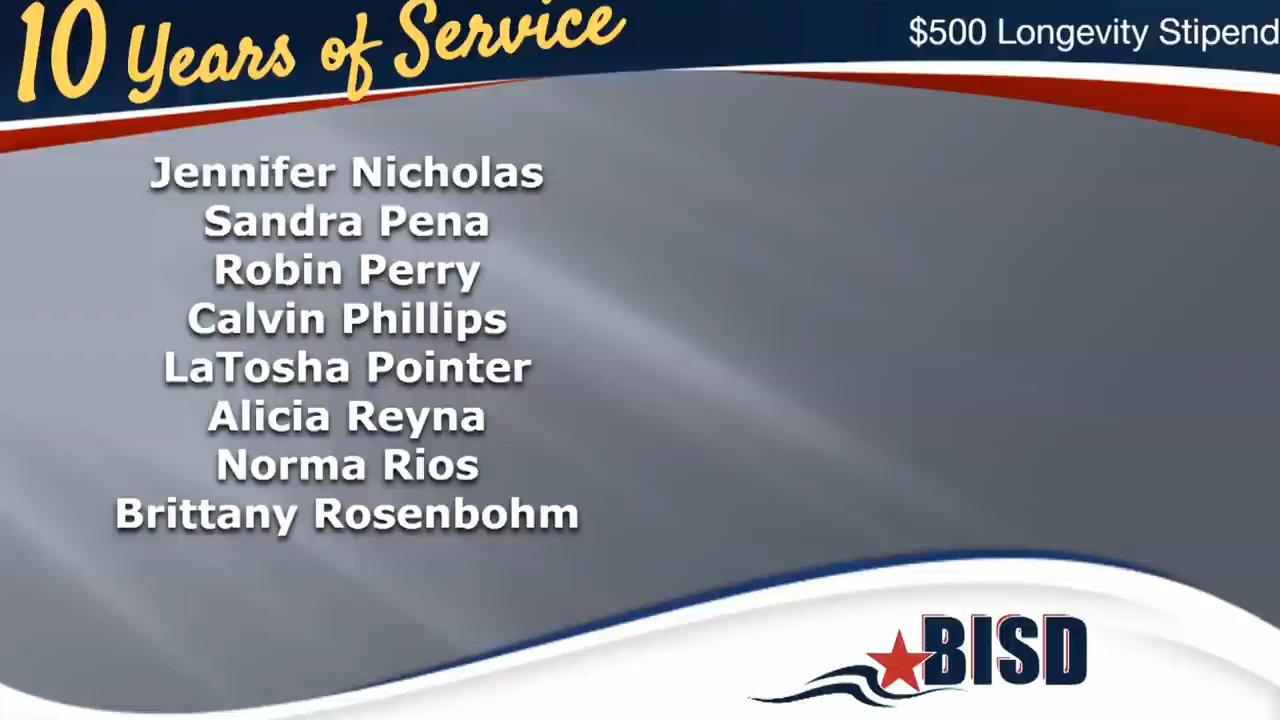 10 Years of Service
$500 Longevity Stipend
Jennifer Nicholas
Sandra Pena
Robin Perry
Calvin Phillips
LaTosha Pointer
Alicia Reyna
Norma Rios
Brittany Rosenbohm
BISD